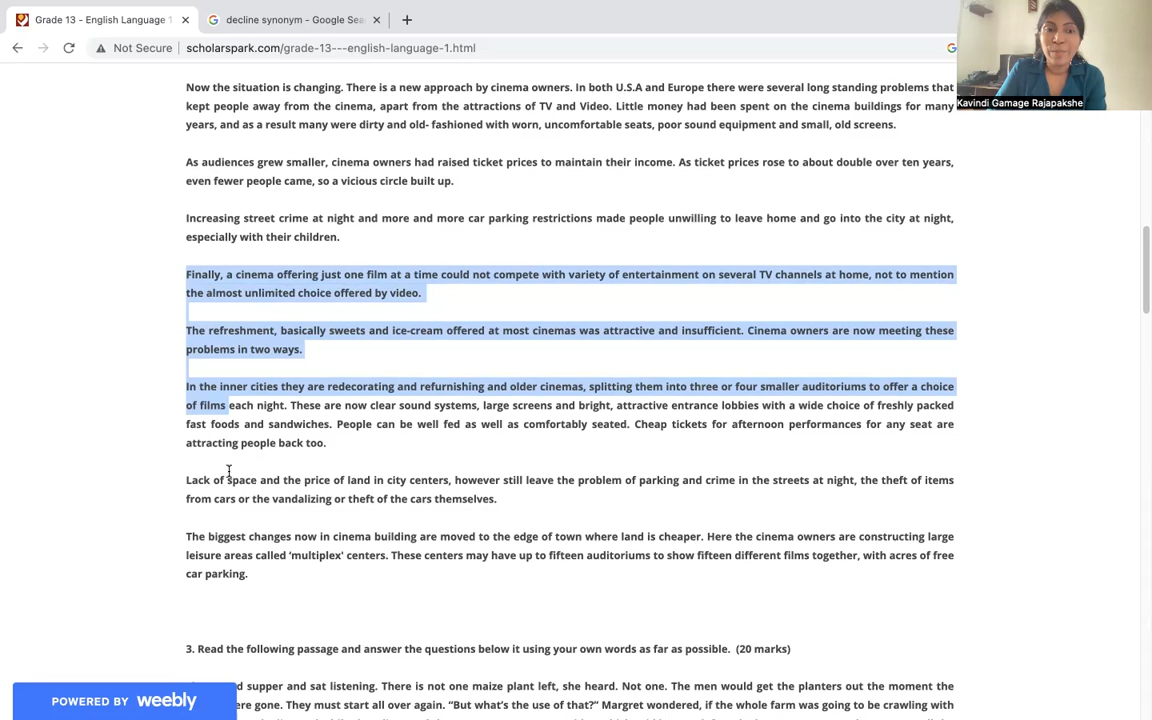 Grade 13 - English Language 1
decline synonym - Google Sea
Not Secure
scholarspark.com/grade-13---english-language-1.html
Kavindi Gamage Rajapakshe
Now the situation is changing. There is a new approach by cinema owners. In both U.S.A and Europe there were several long standing problems that
kept people away from the cinema, apart from the attractions of TV and Video. Little money had been spent on the cinema buildings for many
years, and as a result many were dirty and old- fashioned with worn, uncomfortable seats, poor sound equipment and small, old screens.
As audiences grew smaller, cinema owners had raised ticket prices to maintain their income. As ticket prices rose to about double over ten years,
even fewer people came, so a vicious circle built up.
Increasing street crime at night and more and more car parking restrictions made people unwilling to leave home and go into the city at night,
especially with their children.
Finally, a cinema offering just one film at a time could not compete with variety of entertainment on several TV channels at home, not to mention
the almost unlimited choice offered by video.
The refreshment, basically sweets and ice-cream offered at most cinemas was attractive and insufficient. Cinema owners are now meeting these
problems in two ways.
In the inner cities they are redecorating and refurnishing and older cinemas, splitting them into three or four smaller auditoriums to offer a choice
of films each night. These are now clear sound systems, large screens and bright, attractive entrance lobbies with a wide choice of freshly packed
fast foods and sandwiches. People can be well fed as well as comfortably seated. Cheap tickets for afternoon performances for any seat are
attracting people back too.
Lack of space and the price of land in city centers, however still leave the problem of parking and crime in the streets at night, the theft of items
from cars or the vandalizing or theft of the cars themselves.
The biggest changes now in cinema building are moved to the edge of town where land is cheaper. Here the cinema owners are constructing large
leisure areas called ‘multiplex' centers. These centers may have up to fifteen auditoriums to show fifteen different films together, with acres of free
car parking.
3. Read the following passage and answer the questions below it using your own words as far as possible. (20 marks)
supper and sat listening. There is not one maize plant left, she heard. Not one. The men would get the planters out the moment the
gone. They must start all over again. “But what's the use of that?” Margret wondered, if the whole farm was going to be crawling with
POWERED BY weebly